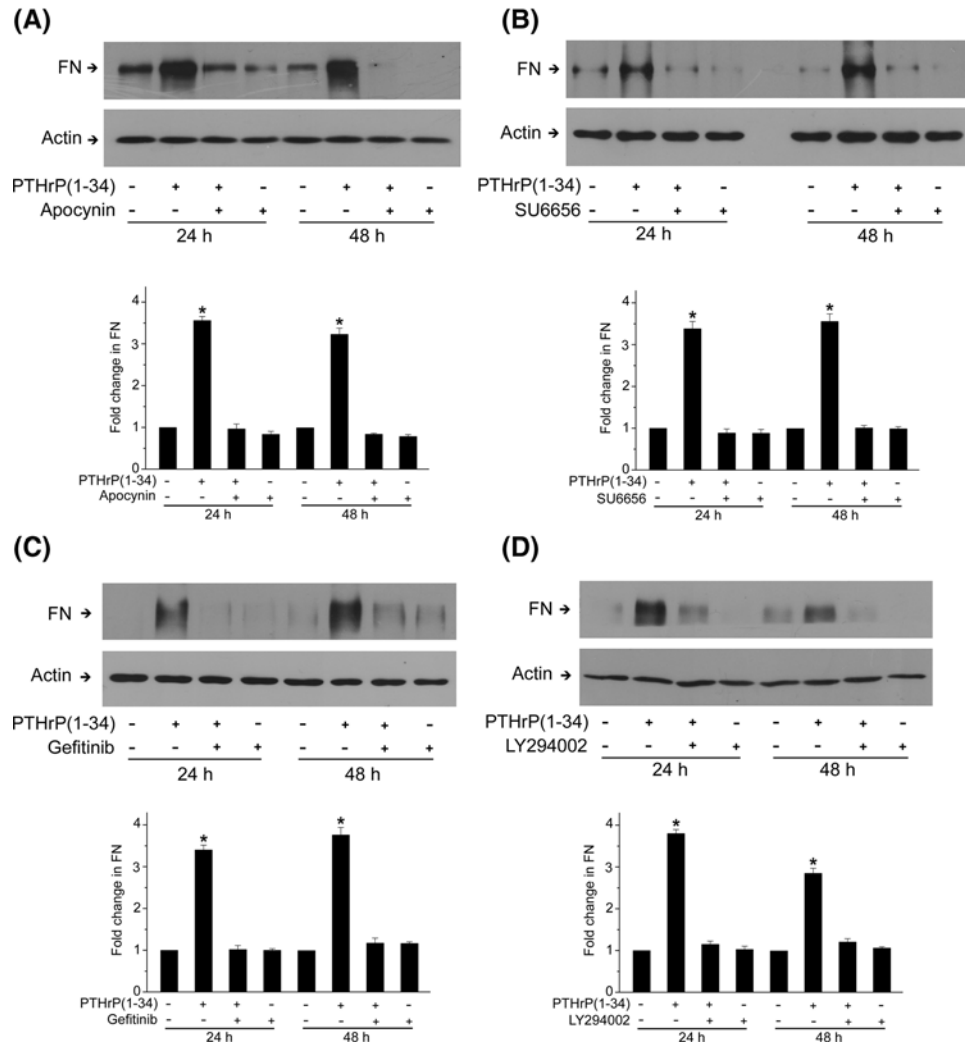 (A)
FN →
Actin →
PTHrP(1-34) - + + - - + + -
Apocynin - - + + - - + +
24 h 48 h
Fold change in FN
4
3
2
1
0
* *
PTHrP(1-34) - + + - - + + -
Apocynin - - + + - - + +
24 h 48 h
(B)
FN →
Actin →
PTHrP(1-34) - + + - - + + -
SU6656 - - + + - - + +
24 h 48 h
Fold change in FN
4
3
2
1
0
* *
PTHrP(1-34) - + + - - + + -
SU6656 - - + + - - + +
24 h 48 h
(C)
FN →
Actin →
PTHrP(1-34) - + + - - + + -
Gefitinib - - + + - - + +
24 h 48 h
Fold change in FN
4
3
2
1
0
* *
PTHrP(1-34) - + + - - + + -
Gefitinib - - + + - - + +
24 h 48 h
(D)
FN →
Actin →
PTHrP(1-34) - + + - - + + -
LY294002 - - + + - - + +
24 h 48 h
Fold change in FN
4
3
2
1
0
* *
PTHrP(1-34) - + + - - + + -
LY294002 - - + + - - + +
24 h 48 h